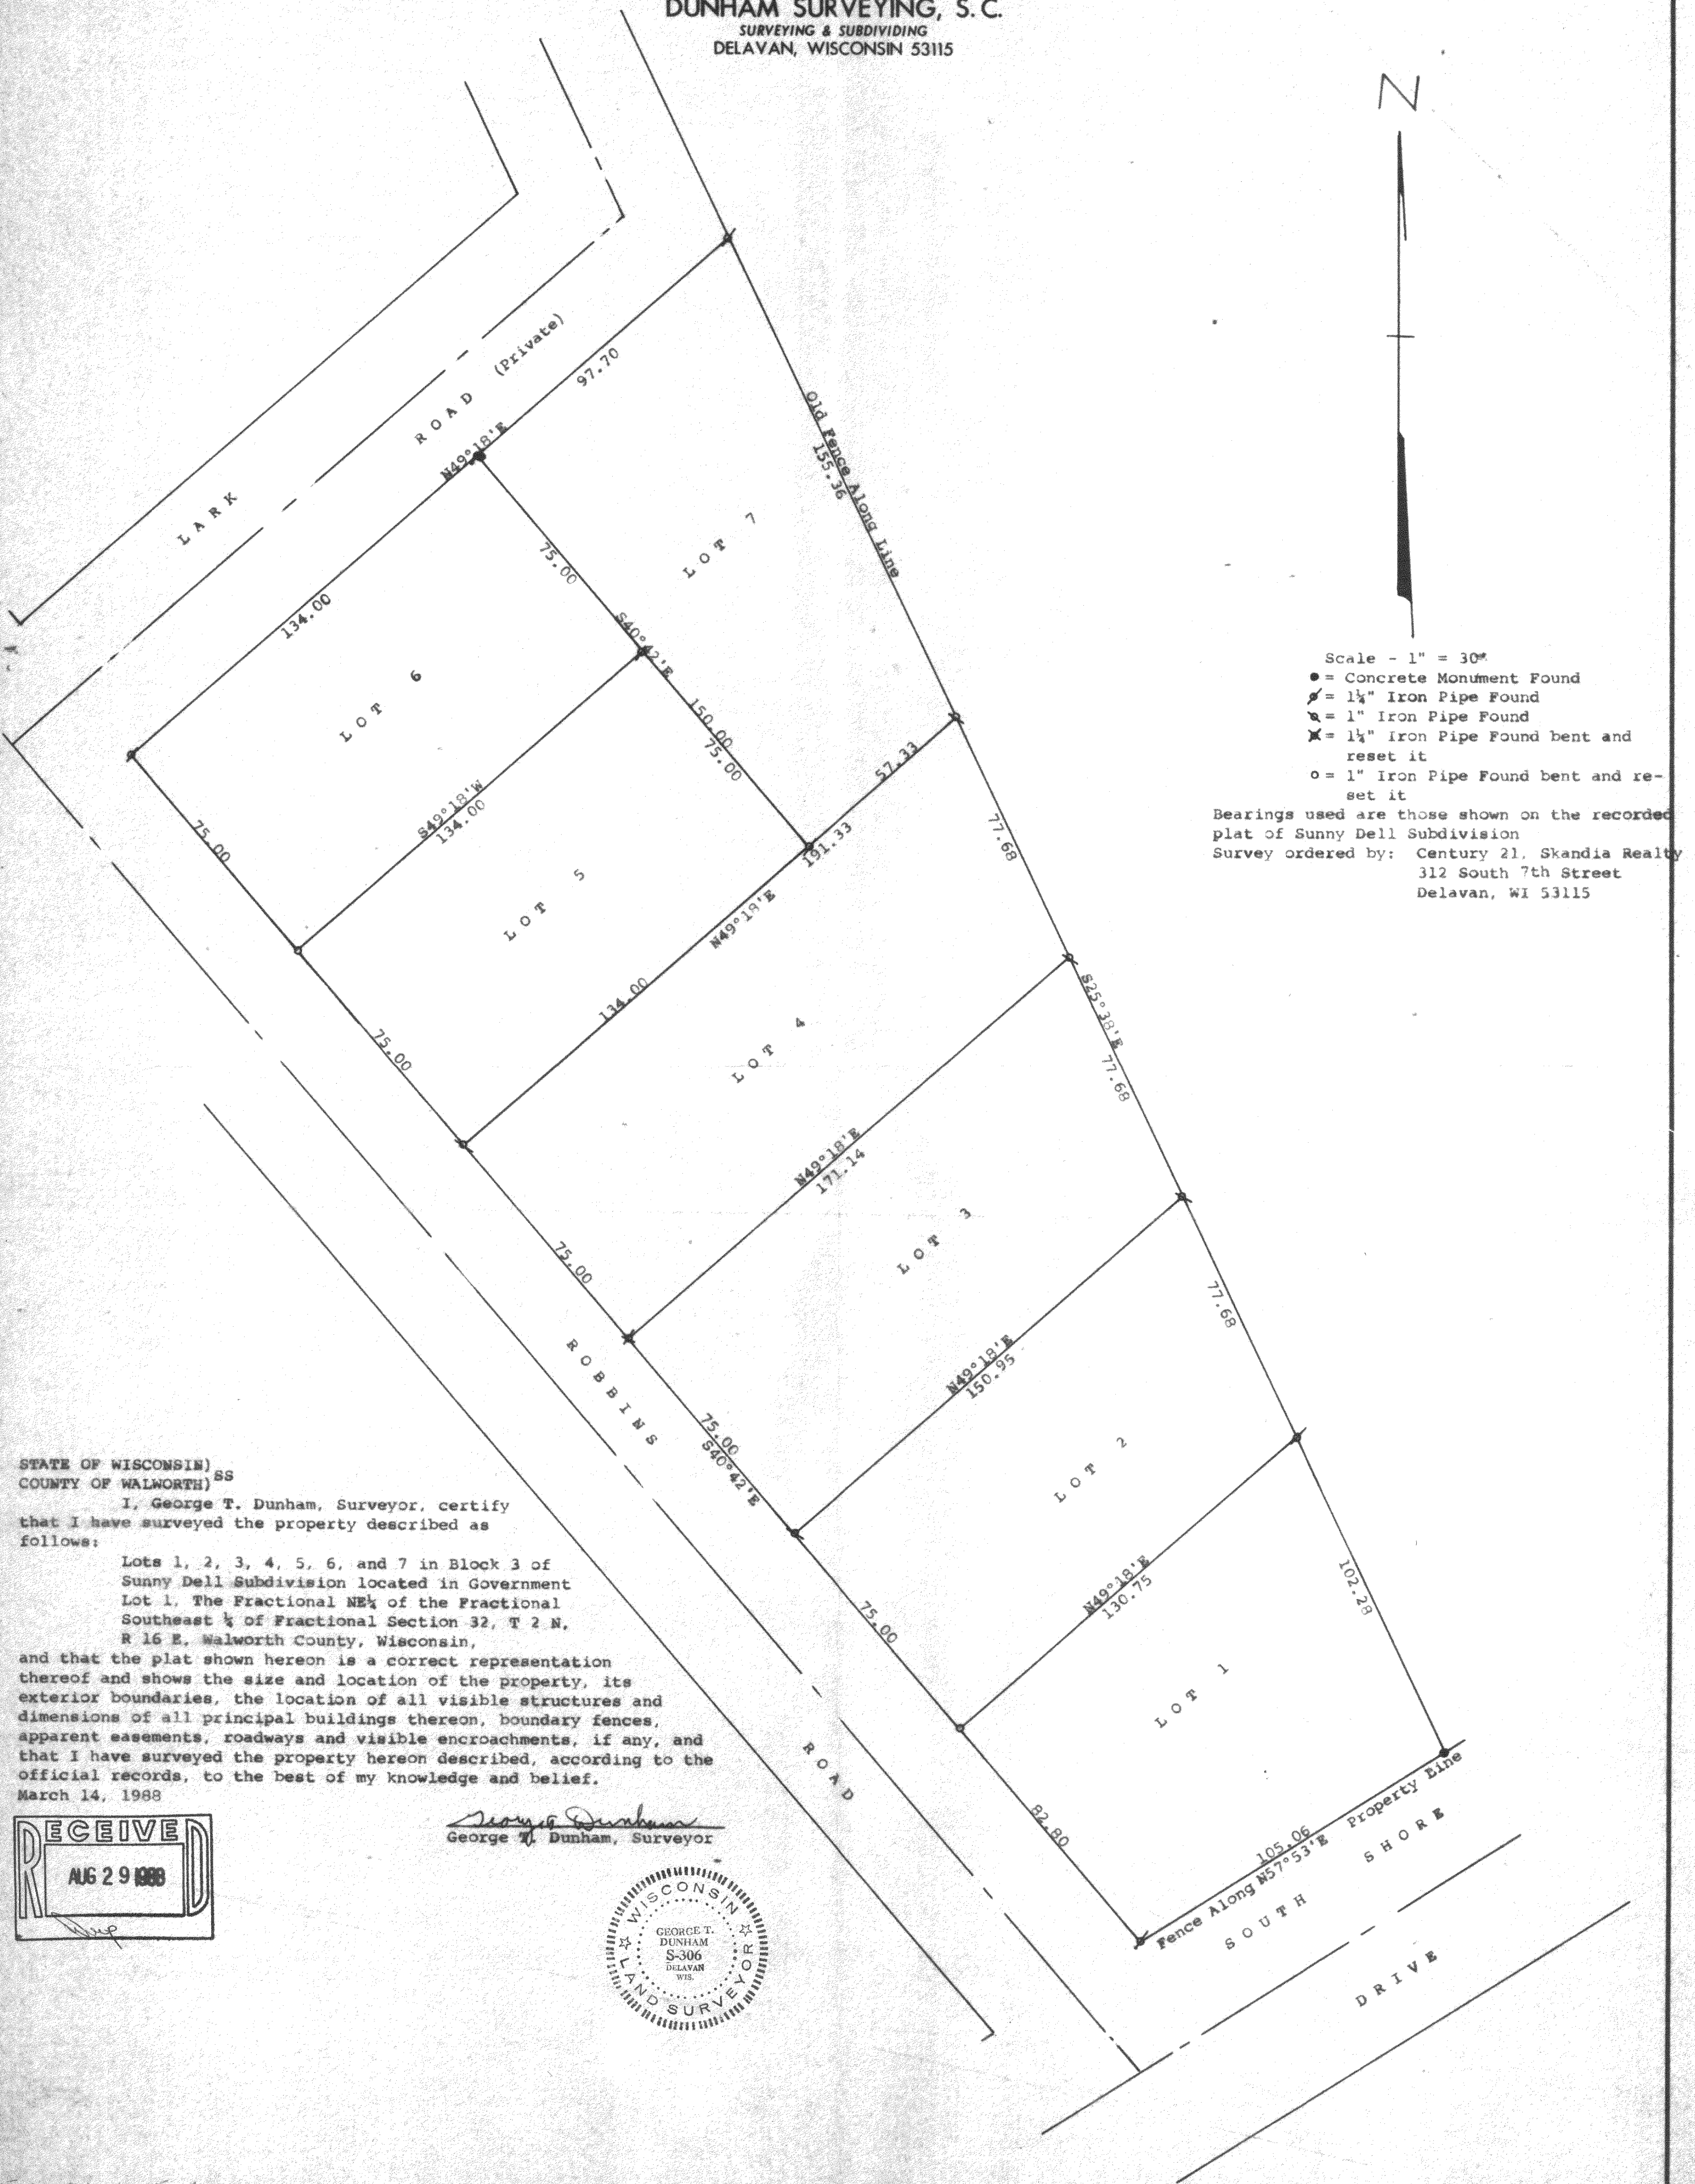 DUNHAM SURVEYING, S.C.
SURVEYING & SUBDIVIDING
DELAVAN, WISCONSIN 53115
N
LARK ROAD (Private)
97.70
N49°18'E
134.00
Old Fence Along Line
155.36
LOT 7
75.00
S40°42'E
150.00
75.00
LOT 6
75.00
S49°18'W
134.00
LOT 5
75.00
57.33
191.33
N49°18'E
134.00
77.68
LOT 4
S25°38'E
77.68
N49°18'E
171.14
75.00
LOT 3
77.68
N49°18'E
150.95
75.00
S40°42'E
LOT 2
N49°18'E
130.75
75.00
102.28
LOT 1
82.80
105.06
Fence Along N57°53'E Property Line
ROBBINS ROAD
SOUTH SHORE
DRIVE
Scale - 1" = 30'
= Concrete Monument Found
= 1¼" Iron Pipe Found
= 1" Iron Pipe Found
= 1¼" Iron Pipe Found bent and
reset it
= 1" Iron Pipe Found bent and re-
set it
Bearings used are those shown on the recorded
plat of Sunny Dell Subdivision
Survey ordered by: Century 21, Skandia Realty
312 South 7th Street
Delavan, WI 53115
STATE OF WISCONSIN)
COUNTY OF WALWORTH) SS
I, George T. Dunham, Surveyor, certify
that I have surveyed the property described as
follows:
Lots 1, 2, 3, 4, 5, 6, and 7 in Block 3 of
Sunny Dell Subdivision located in Government
Lot 1, The Fractional NE¼ of the Fractional
Southeast ¼ of Fractional Section 32, T 2 N,
R 16 E, Walworth County, Wisconsin,
and that the plat shown hereon is a correct representation
thereof and shows the size and location of the property, its
exterior boundaries, the location of all visible structures and
dimensions of all principal buildings thereon, boundary fences,
apparent easements, roadways and visible encroachments, if any, and
that I have surveyed the property hereon described, according to the
official records, to the best of my knowledge and belief.
March 14, 1988
George T. Dunham
George T. Dunham, Surveyor
RECEIVED
AUG 29 1988
WISCONSIN
GEORGE T.
DUNHAM
S-306
DELAVAN
WIS.
LAND SURVEYOR